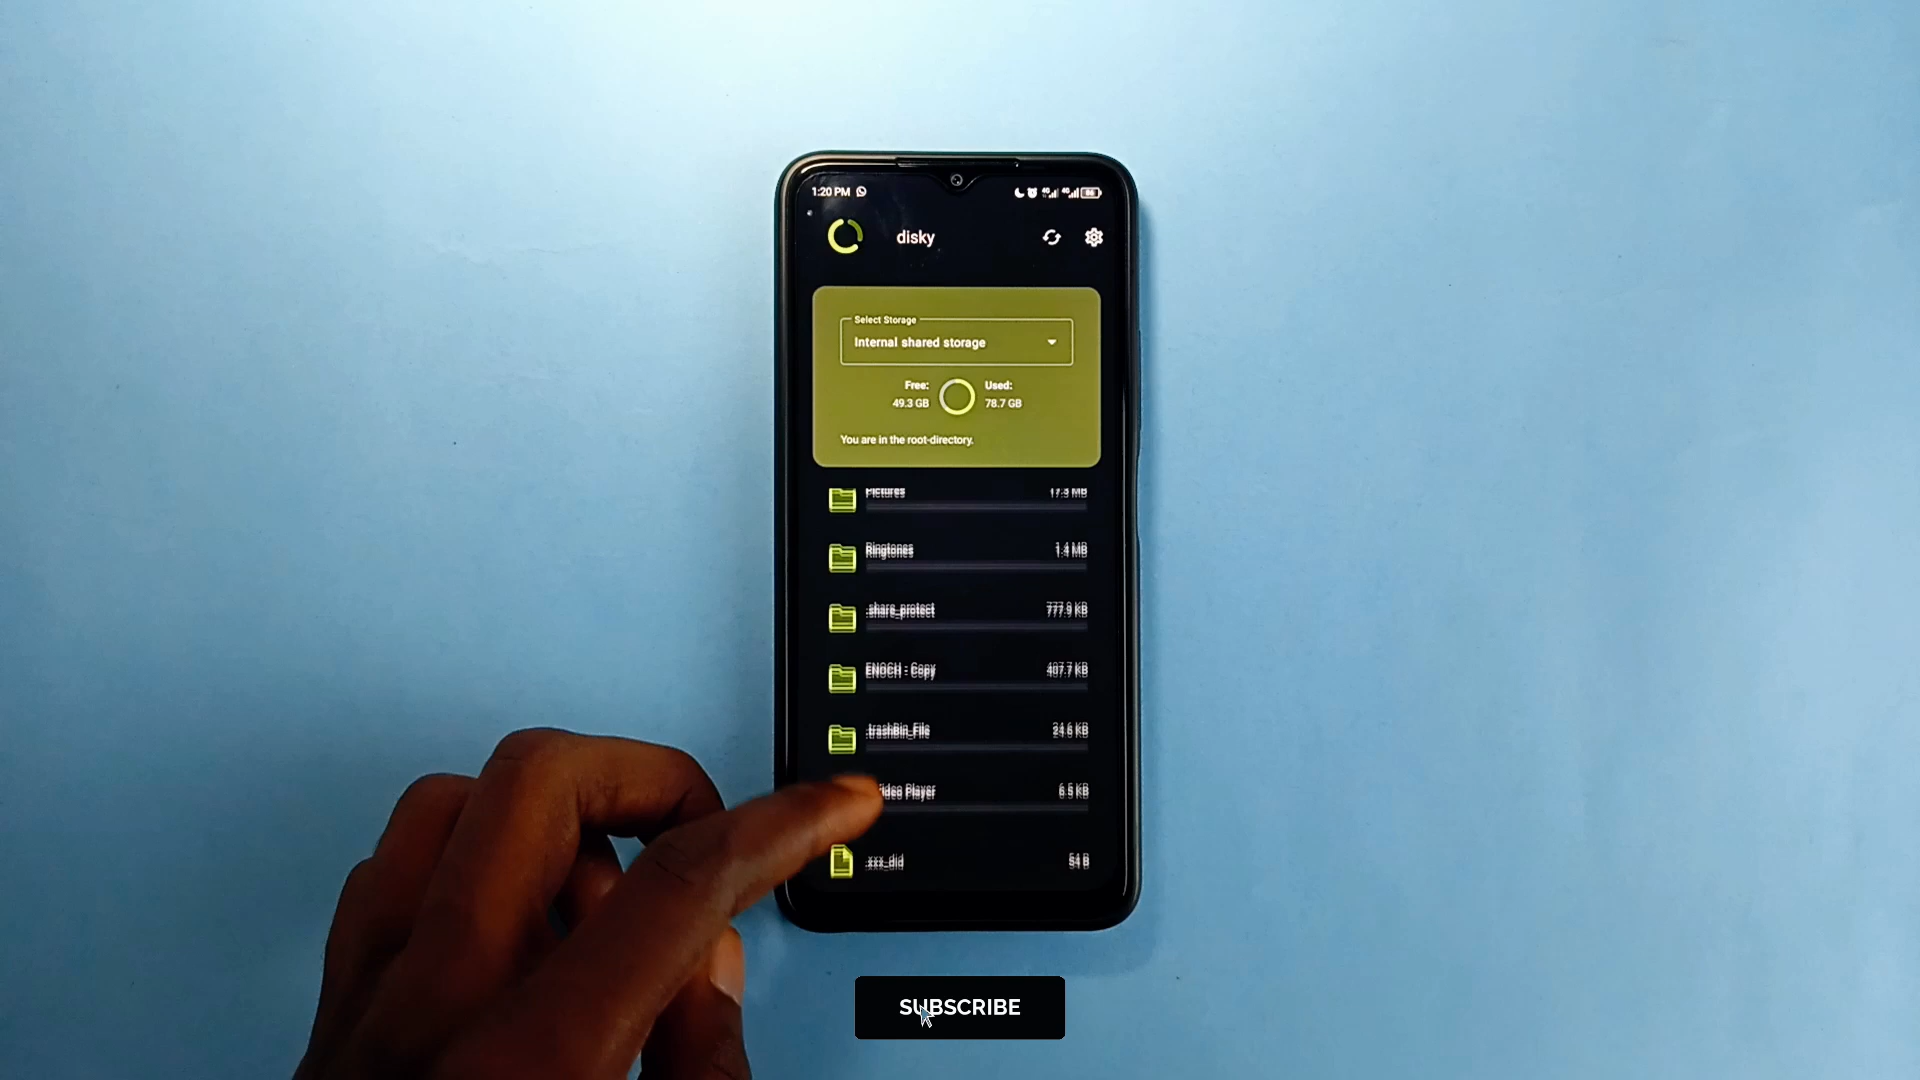 1:20 PM
disky
Select Storage
Internal shared storage
Free: Used:
49.3 GB 78.7 GB
You are in the root-directory.
Pictures 17.3 MB
Ringtones 1.4 MB
.share_protect 777.9 KB
ENOCH - Copy 407.7 KB
.trashBin_File 24.6 KB
Video Player 6.5 KB
.xxx_did 54 B
SUBSCRIBE